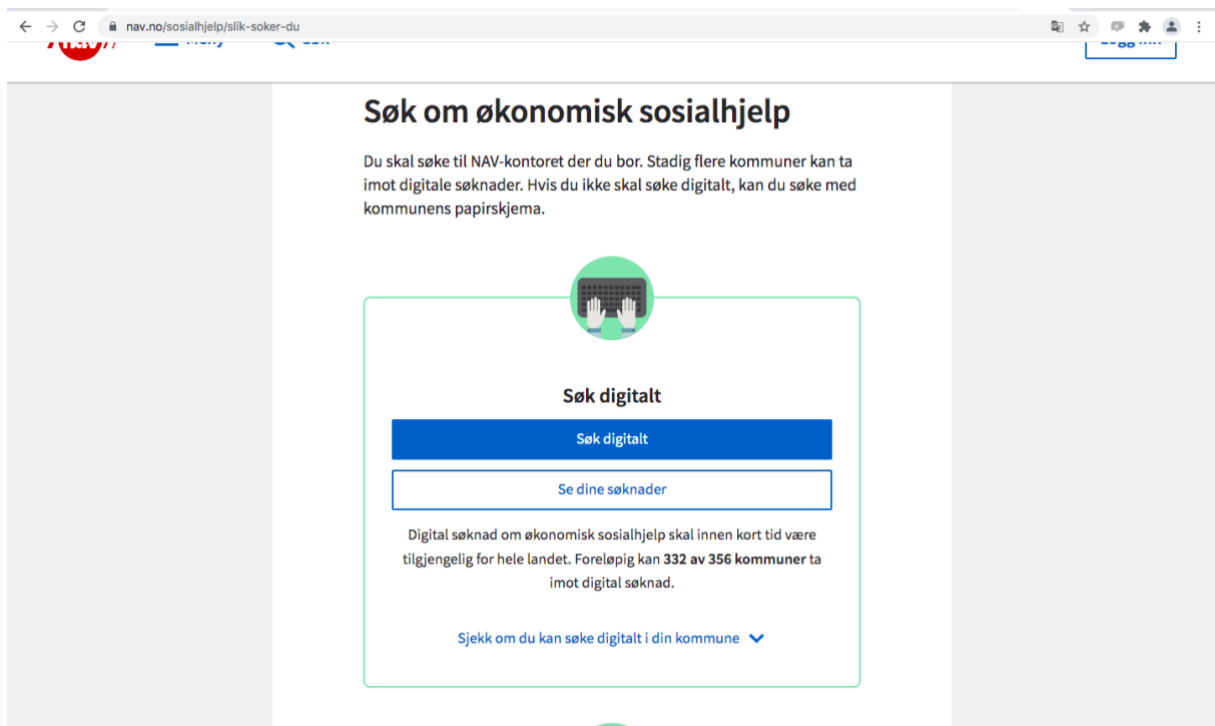 nav.no/sosialhjelp/slik-soker-du
Søk om økonomisk sosialhjelp
Du skal søke til NAV-kontoret der du bor. Stadig flere kommuner kan ta
imot digitale søknader. Hvis du ikke skal søke digitalt, kan du søke med
kommunens papirskjema.
Søk digitalt
Søk digitalt
Se dine søknader
Digital søknad om økonomisk sosialhjelp skal innen kort tid være
tilgjengelig for hele landet. Foreløpig kan 332 av 356 kommuner ta
imot digital søknad.
Sjekk om du kan søke digitalt i din kommune